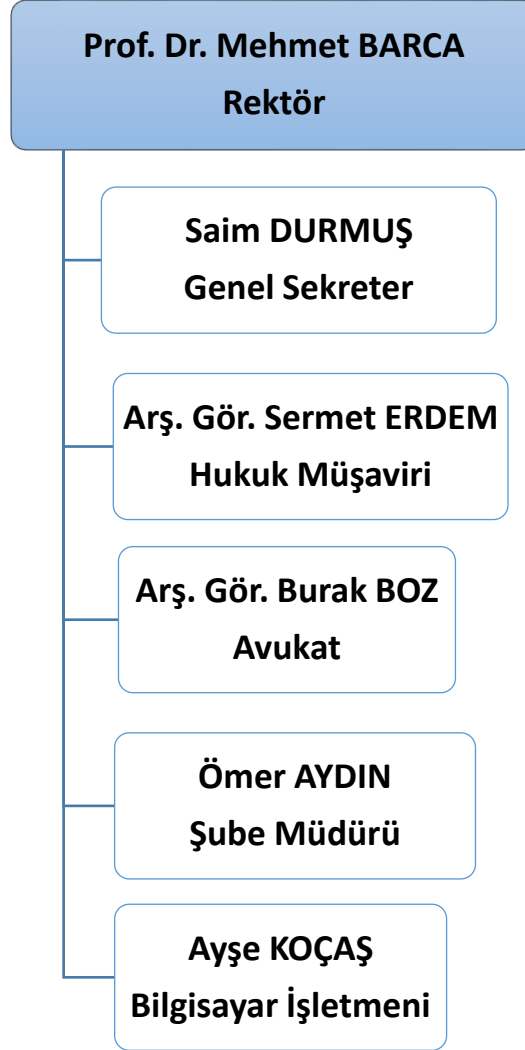 Prof. Dr. Mehmet BARCA
Rektör
Saim DURMUŞ
Genel Sekreter
Arş. Gör. Sermet ERDEM
Hukuk Müşaviri
Arş. Gör. Burak BOZ
Avukat
Ömer AYDIN
Şube Müdürü
Ayşe KOÇAŞ
Bilgisayar İşletmeni